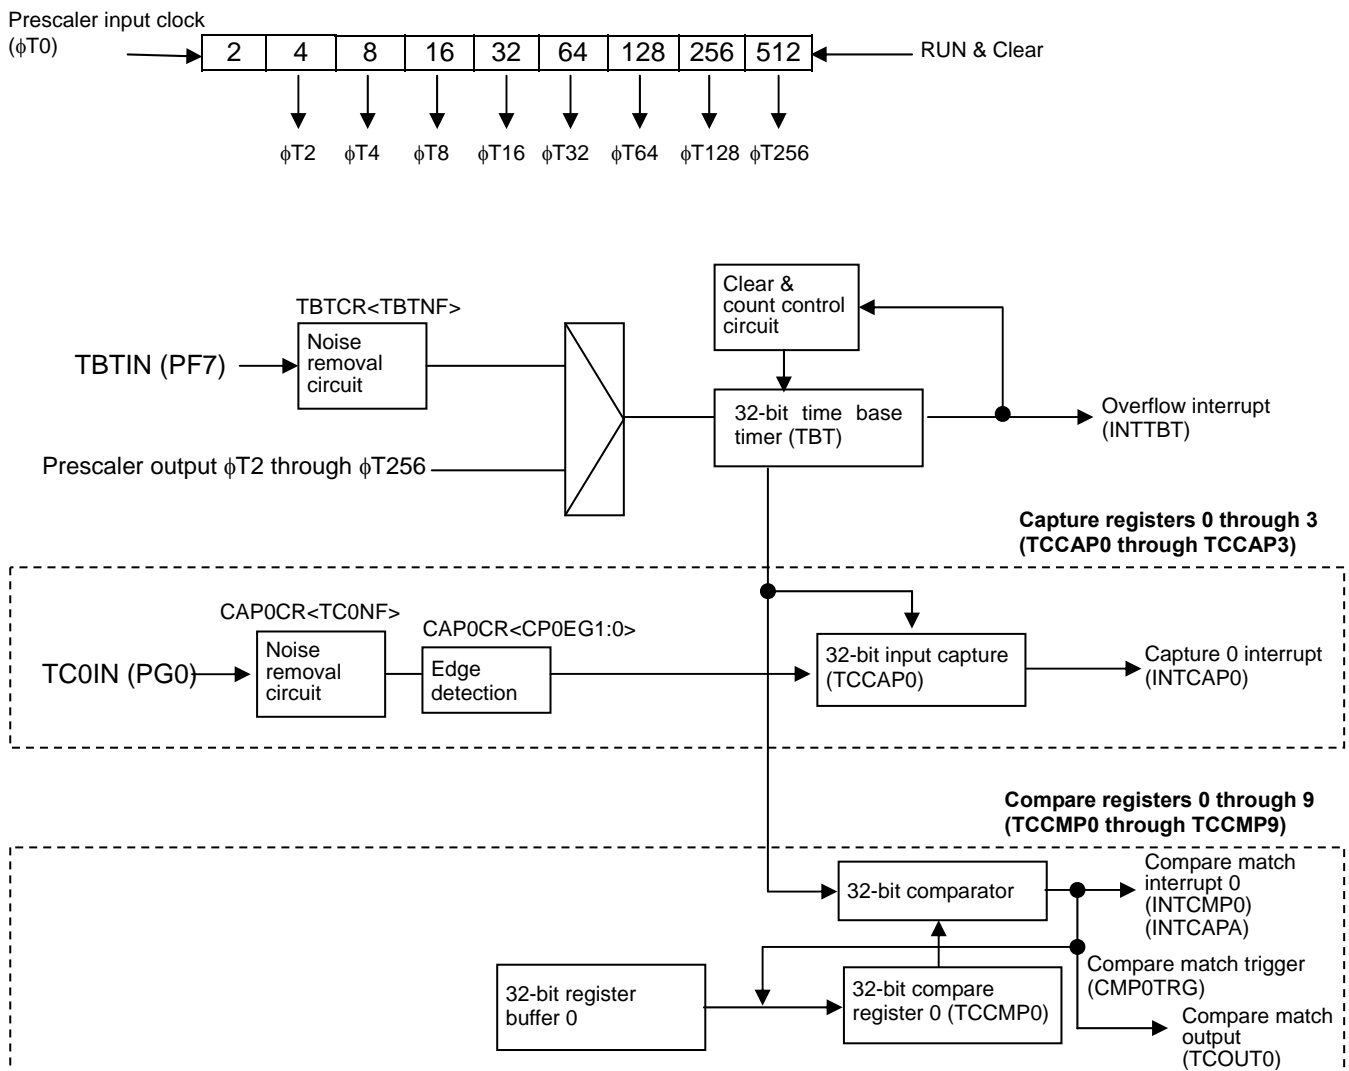 Prescaler input clock
(ϕT0)
2 4 8 16 32 64 128 256 512
RUN & Clear
ϕT2 ϕT4 ϕT8 ϕT16 ϕT32 ϕT64 ϕT128 ϕT256
TBTCR<TBTNF>
Noise
removal
circuit
TBTIN (PF7)
Clear &
count control
circuit
32-bit time base
timer (TBT)
Overflow interrupt
(INTTBT)
Prescaler output ϕT2 through ϕT256
Capture registers 0 through 3
(TCCAP0 through TCCAP3)
CAP0CR<TC0NF>
CAP0CR<CP0EG1:0>
TC0IN (PG0)
Noise
removal
circuit
Edge
detection
32-bit input capture
(TCCAP0)
Capture 0 interrupt
(INTCAP0)
Compare registers 0 through 9
(TCCMP0 through TCCMP9)
32-bit comparator
Compare match
interrupt 0
(INTCMP0)
(INTCAPA)
Compare match trigger
(CMP0TRG)
32-bit register
buffer 0
32-bit compare
register 0 (TCCMP0)
Compare match
output
(TCOUT0)